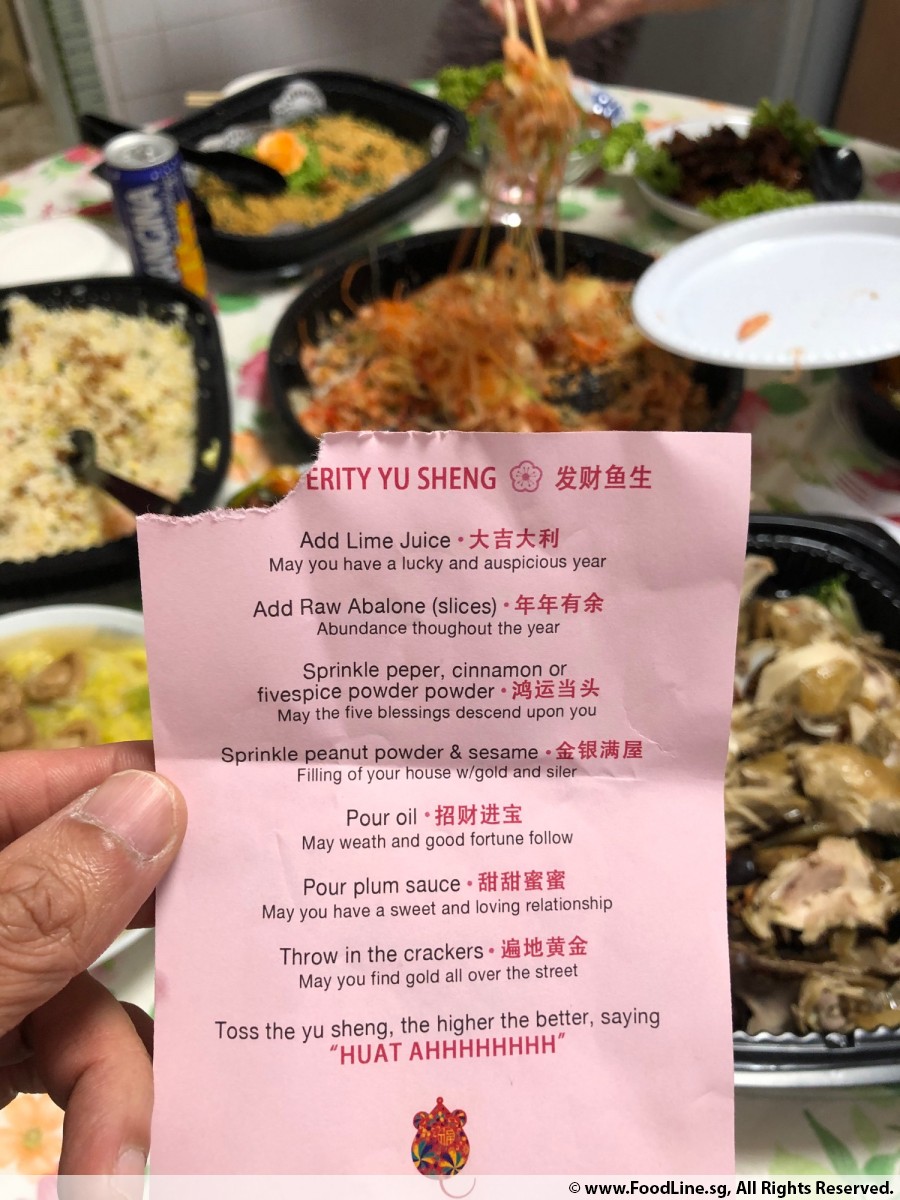 ERITY YU SHENG 发财鱼生
Add Lime Juice • 大吉大利
May you have a lucky and auspicious year
Add Raw Abalone (slices) • 年年有余
Abundance thoughout the year
Sprinkle peper, cinnamon or
fivespice powder powder • 鸿运当头
May the five blessings descend upon you
Sprinkle peanut powder & sesame • 金银满屋
Filling of your house w/gold and siler
Pour oil • 招财进宝
May weath and good fortune follow
Pour plum sauce • 甜甜蜜蜜
May you have a sweet and loving relationship
Throw in the crackers • 遍地黄金
May you find gold all over the street
Toss the yu sheng, the higher the better, saying
"HUAT AHHHHHHHH"
© www.FoodLine.sg, All Rights Reserved.